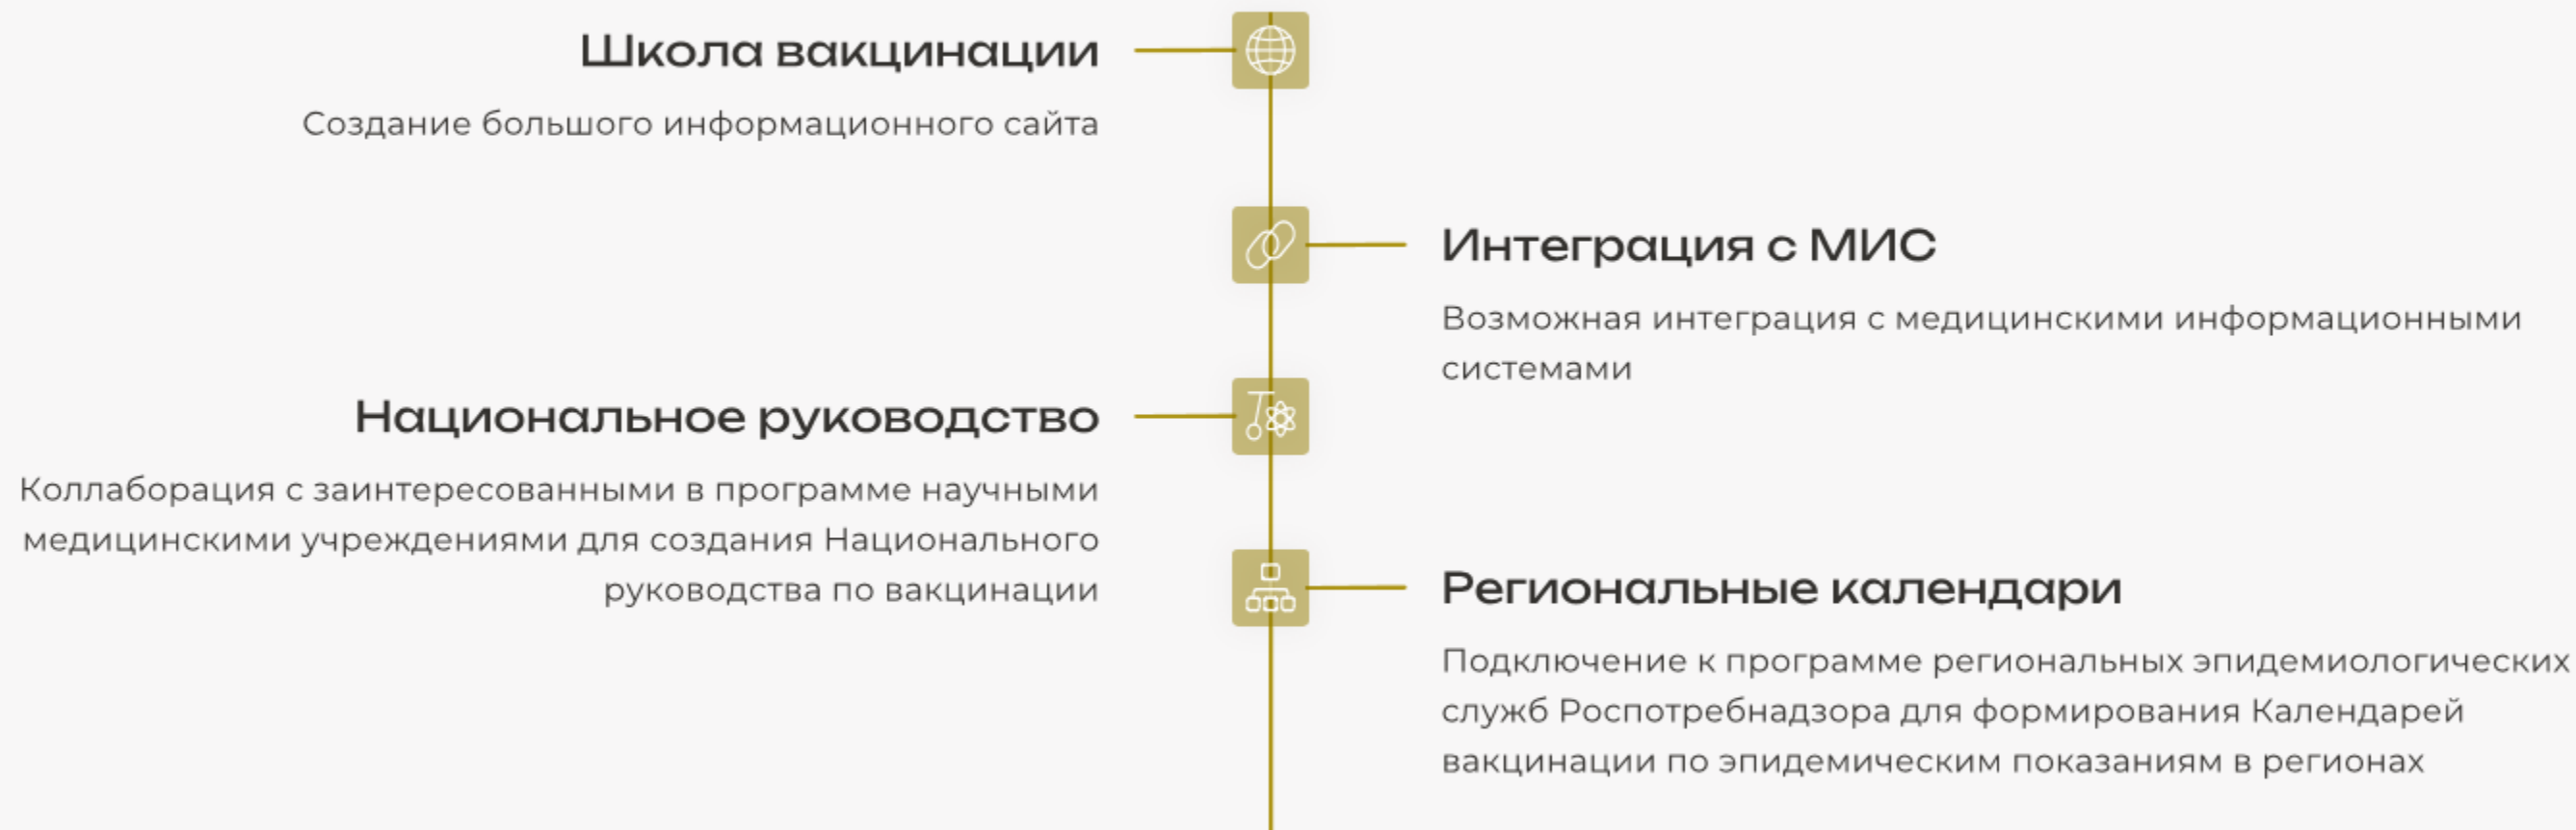 Школа вакцинации
Создание большого информационного сайта
Интеграция с МИС
Возможная интеграция с медицинскими информационными
системами
Национальное руководство
Коллаборация с заинтересованными в программе научными
медицинскими учреждениями для создания Национального
руководства по вакцинации
Региональные календари
Подключение к программе региональных эпидемиологических
служб Роспотребнадзора для формирования Календарей
вакцинации по эпидемическим показаниям в регионах